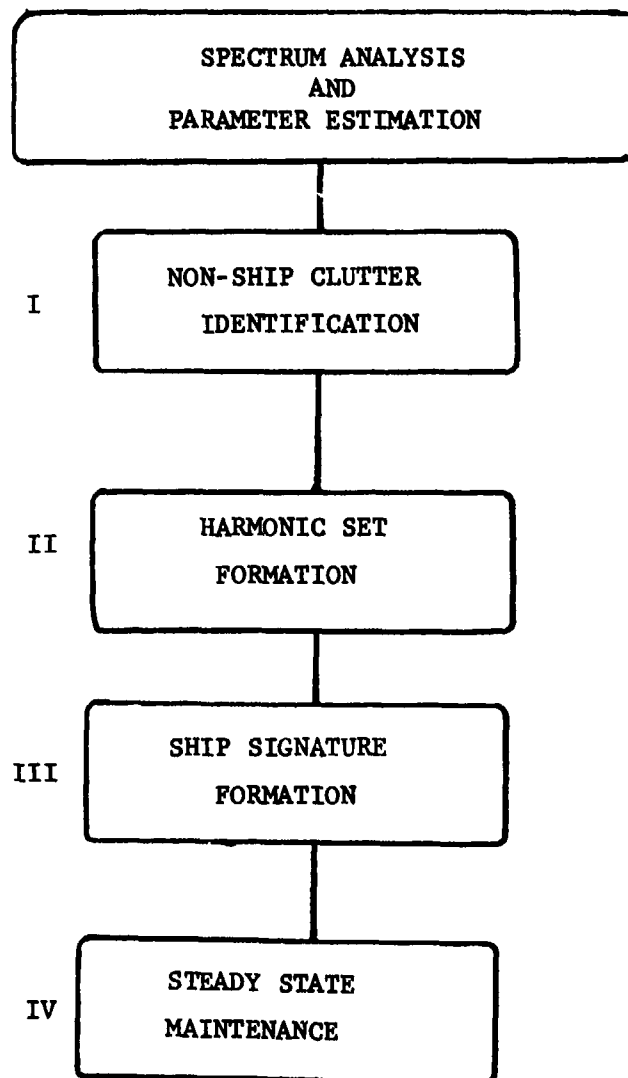 SPECTRUM ANALYSIS
AND
PARAMETER ESTIMATION
I
NON-SHIP CLUTTER
IDENTIFICATION
II
HARMONIC SET
FORMATION
III
SHIP SIGNATURE
FORMATION
IV
STEADY STATE
MAINTENANCE